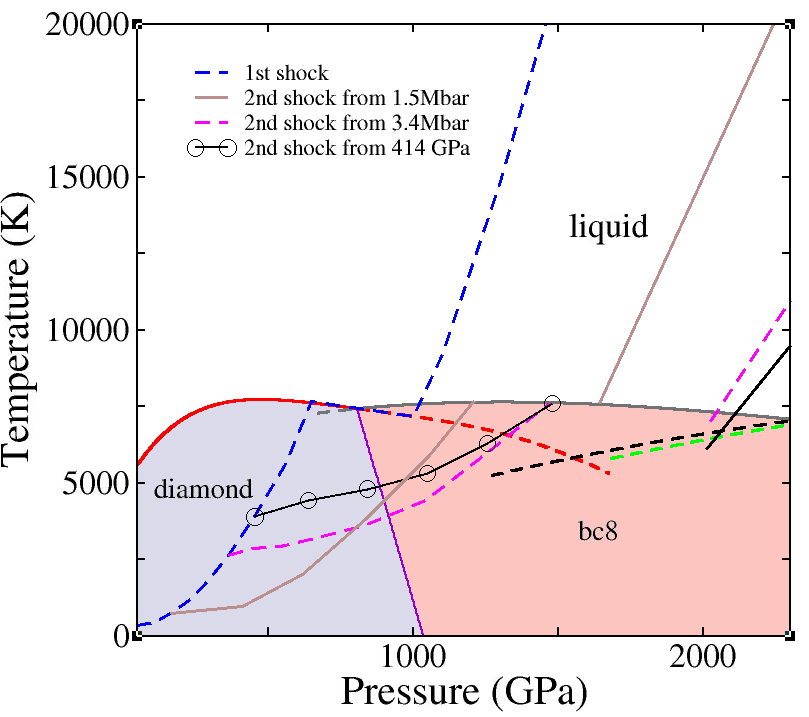 20000
1st shock
2nd shock from 1.5Mbar
2nd shock from 3.4Mbar
2nd shock from 414 GPa
15000
liquid
Temperature (K)
10000
5000
diamond
bc8
0
1000
2000
Pressure (GPa)